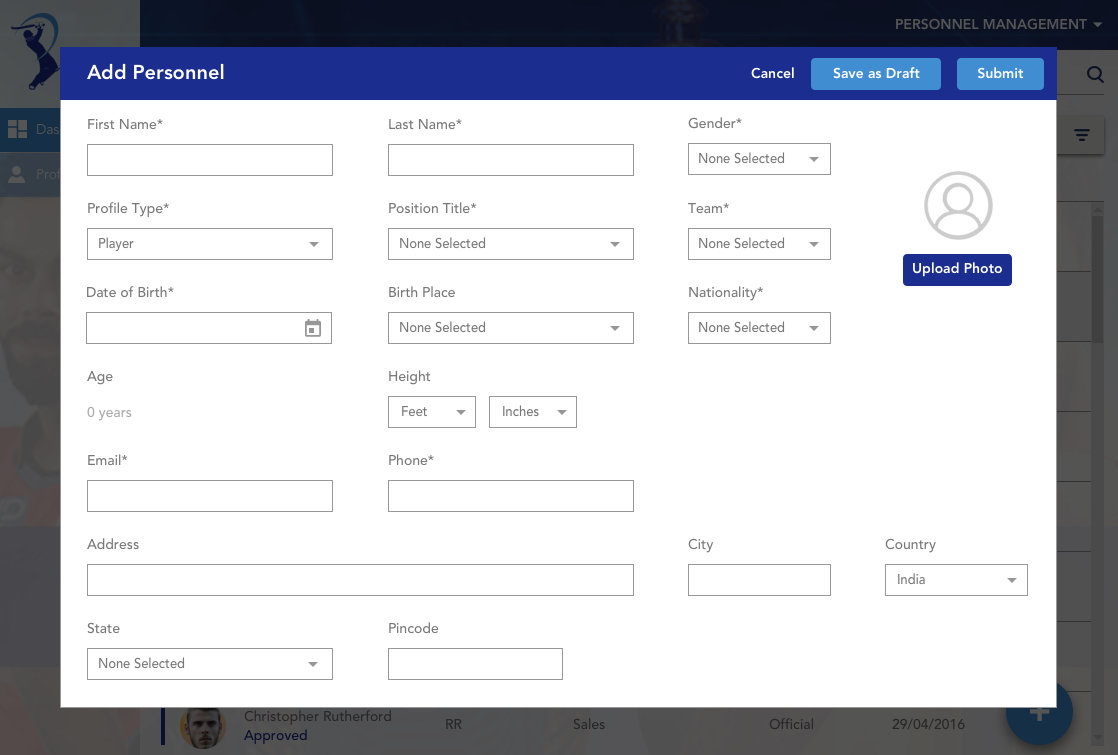 PERSONNEL MANAGEMENT
Add Personnel
Cancel
Save as Draft
Submit
First Name*
Last Name*
Gender*
None Selected
Profile Type*
Position Title*
Team*
Player
None Selected
None Selected
Upload Photo
Date of Birth*
Birth Place
Nationality*
None Selected
None Selected
Age
Height
0 years
Feet
Inches
Email*
Phone*
Address
City
Country
India
State
Pincode
None Selected
Christopher Rutherford
RR
Sales
Official
29/04/2016
Approved